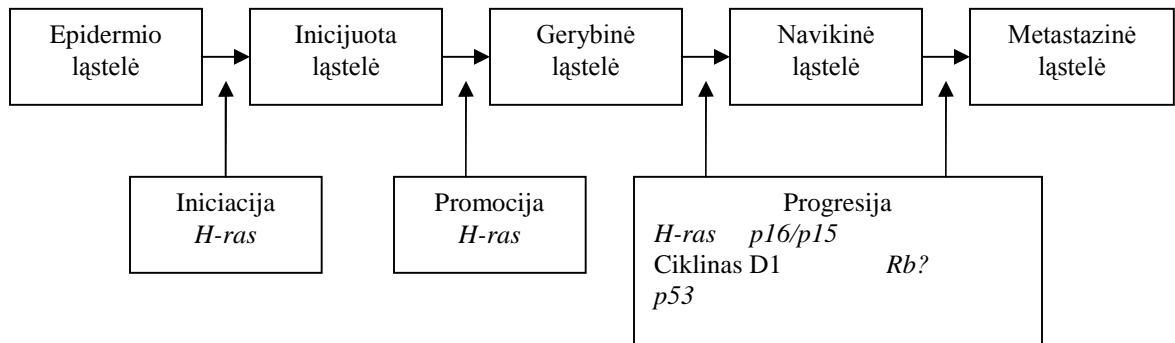 Epidermio
ląstelė
Inicijuota
ląstelė
Gerybinė
ląstelė
Navikinė
ląstelė
Metastazinė
ląstelė
Iniciacija
H-ras
Promocija
H-ras
Progresija
H-ras p16/p15
Ciklinas D1 Rb?
p53